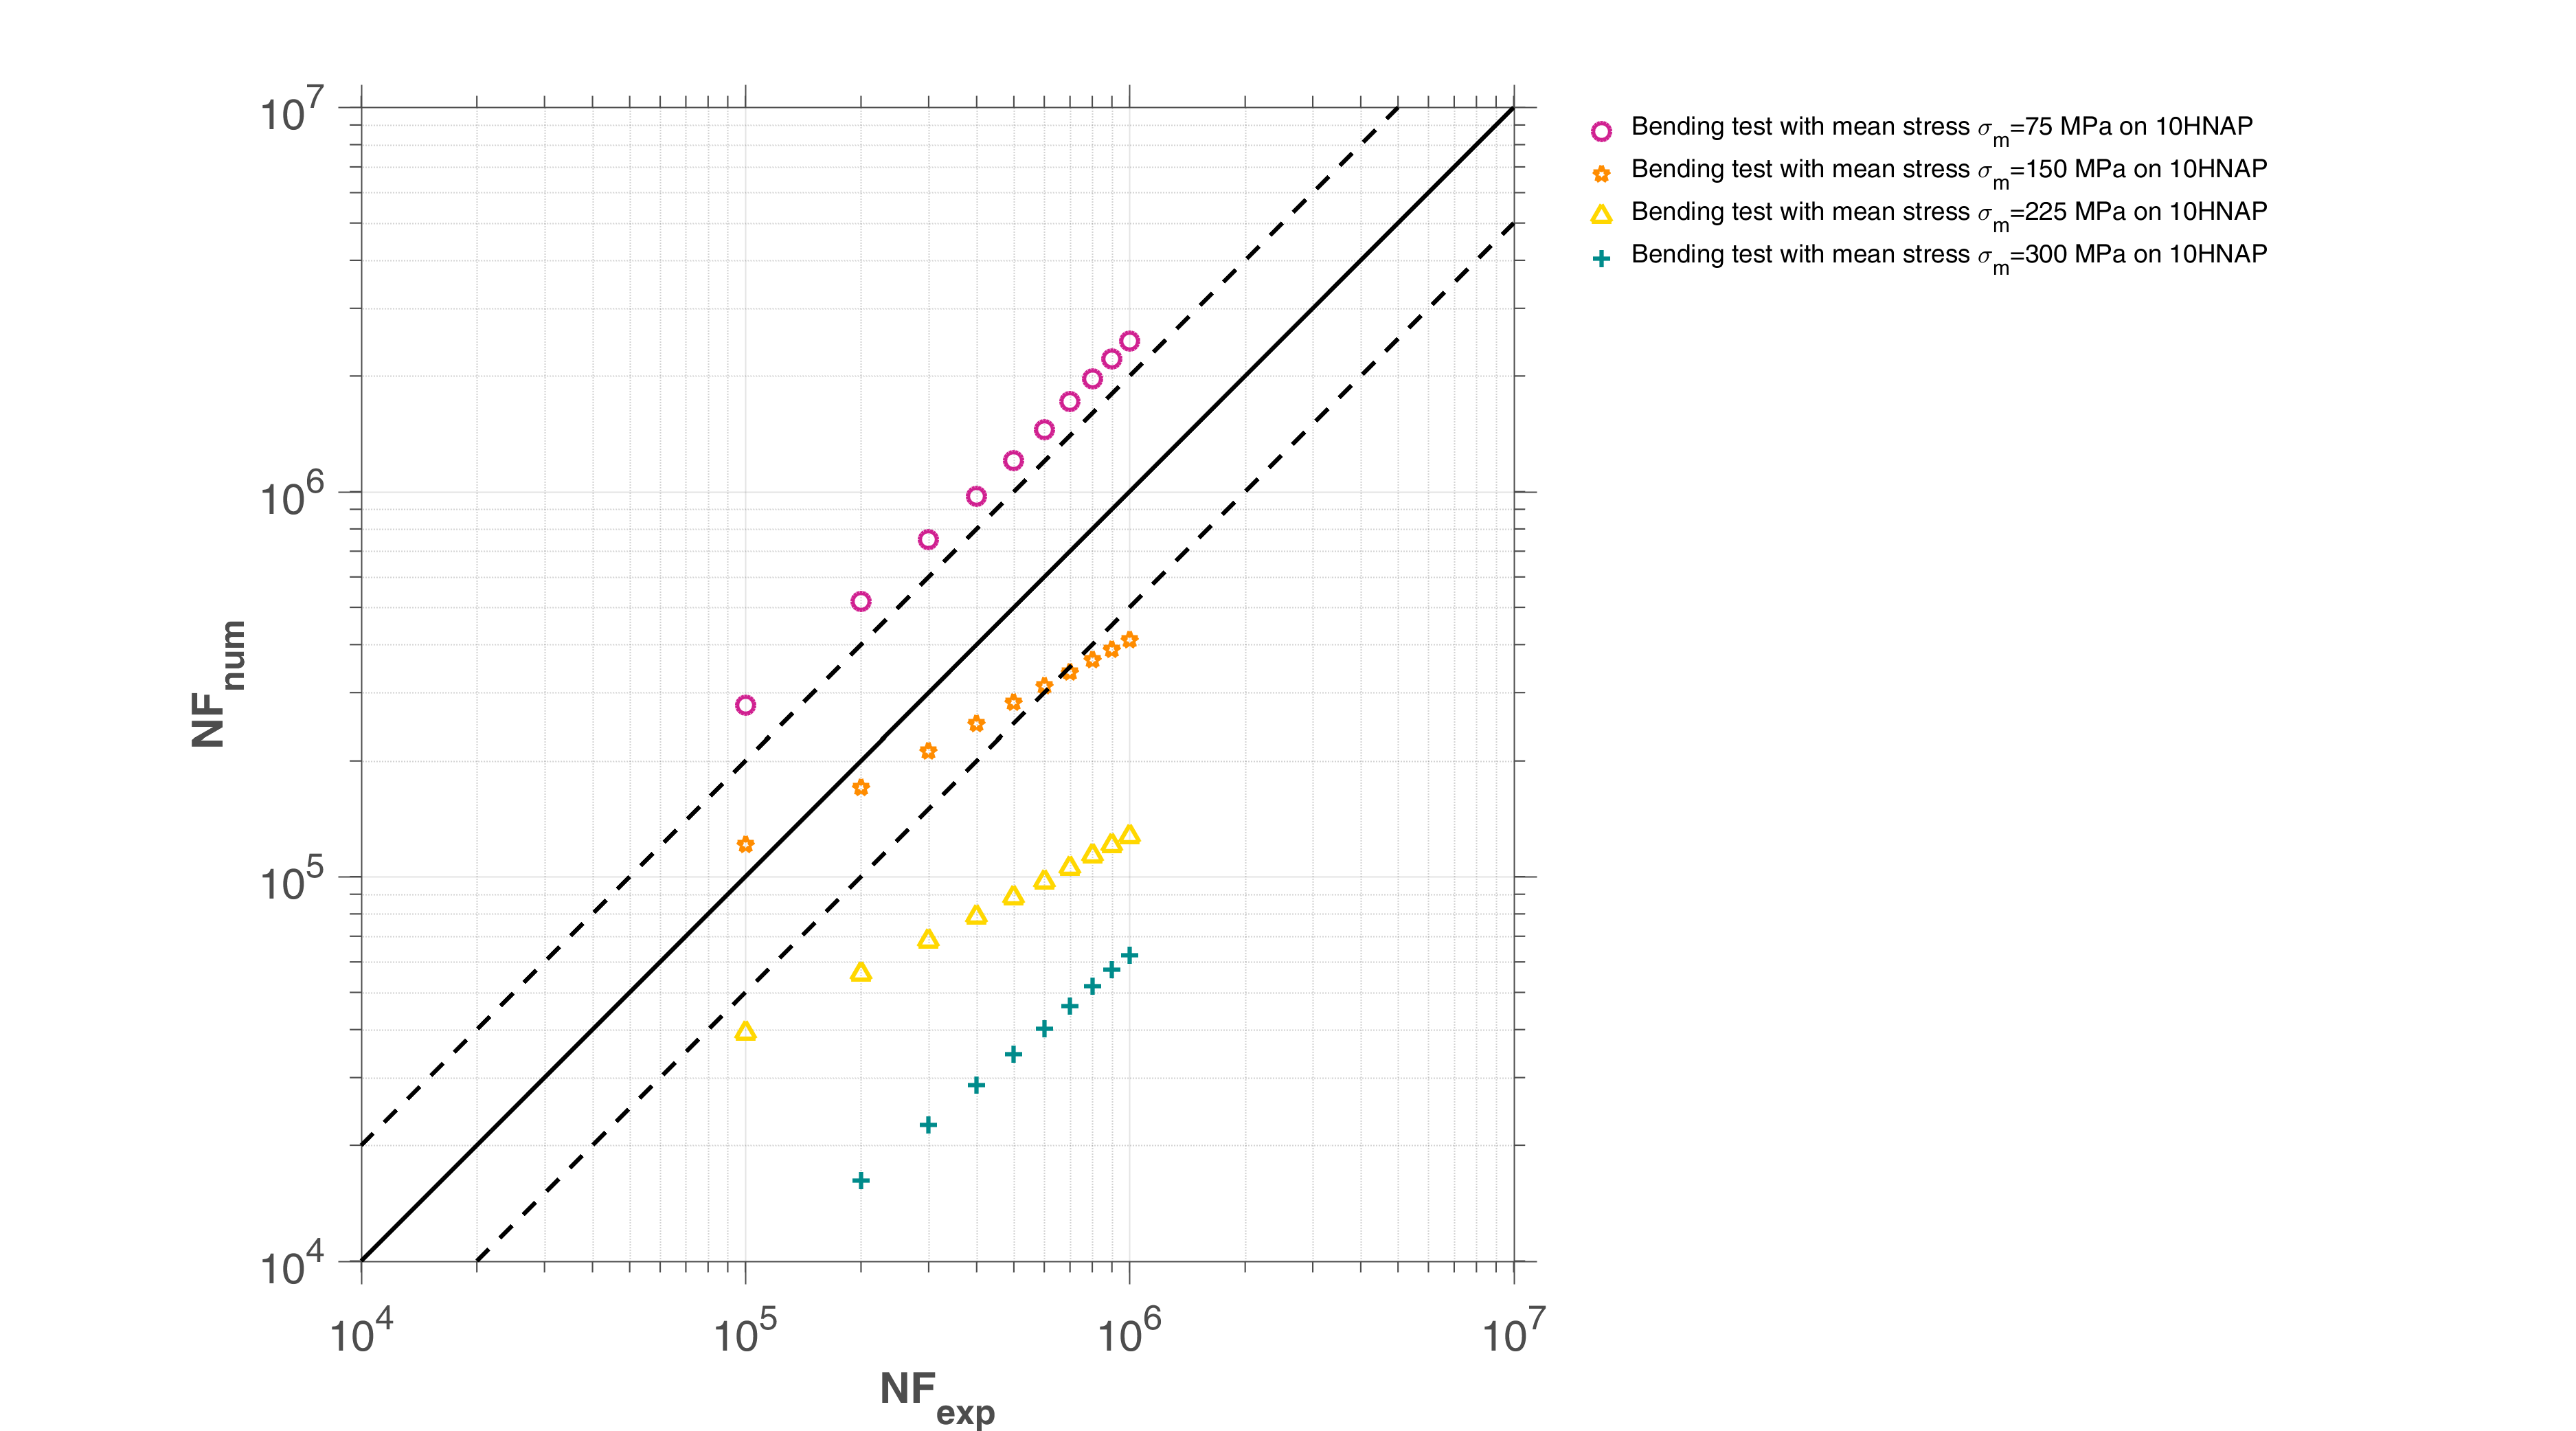 10^7
10^6
10^5
10^4
NF_num
10^4 10^5 10^6 10^7
NF_exp
Bending test with mean stress σ_m=75 MPa on 10HNAP
Bending test with mean stress σ_m=150 MPa on 10HNAP
Bending test with mean stress σ_m=225 MPa on 10HNAP
Bending test with mean stress σ_m=300 MPa on 10HNAP